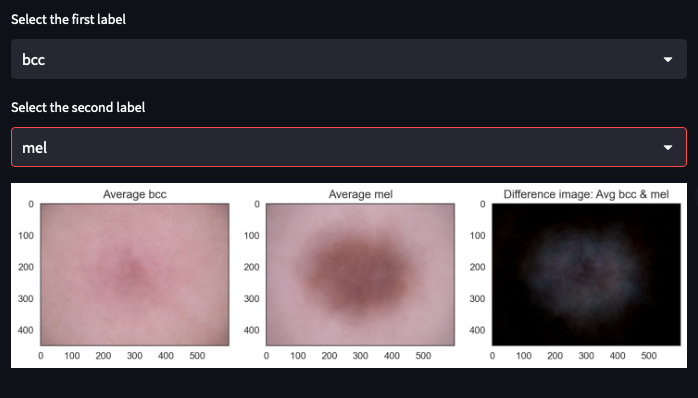 Select the first label
bcc
Select the second label
mel
Average bcc
Average mel
Difference image: Avg bcc & mel
0
100
200
300
400
0 100 200 300 400 500
0
100
200
300
400
0 100 200 300 400 500
0
100
200
300
400
0 100 200 300 400 500